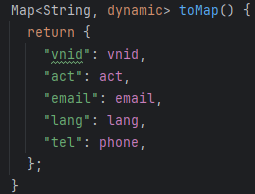 Map<String, dynamic> toMap() {
return {
"vnid": vnid,
"act": act,
"email": email,
"lang": lang,
"tel": phone,
};
}